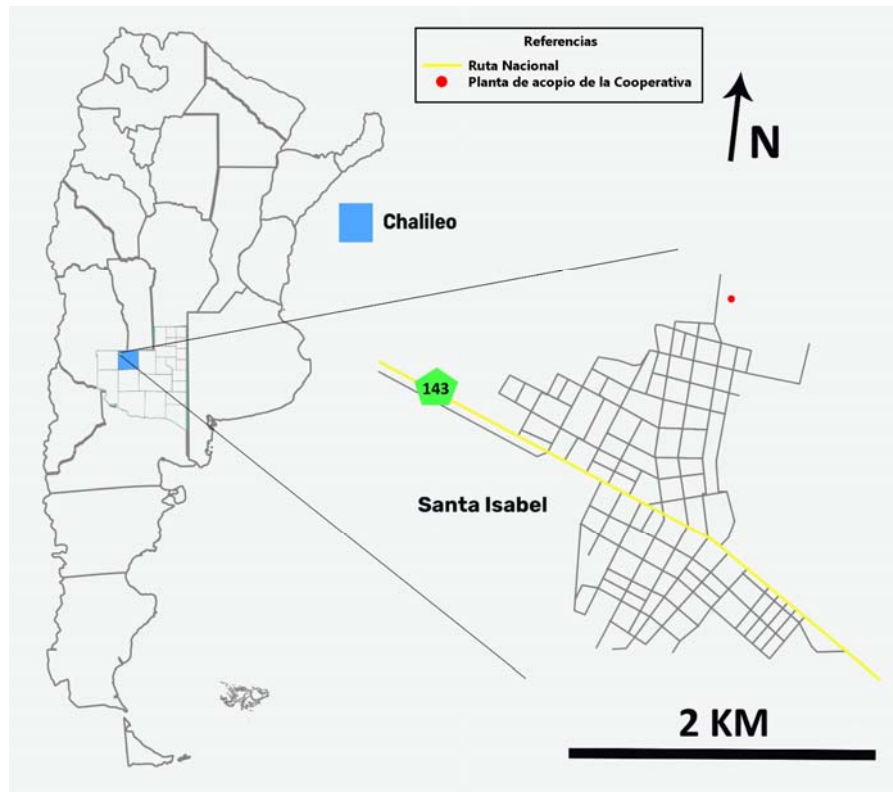 Referencias
Ruta Nacional
Planta de acopio de la Cooperativa
N
Chalileo
143
Santa Isabel
2 KM